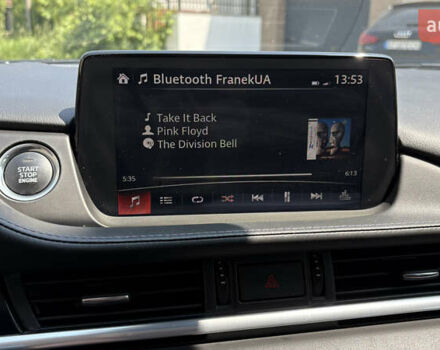 auto
Bluetooth FranekUA
13:53
Take It Back
Pink Floyd
The Division Bell
5:35
6:13
START
STOP
ENGINE